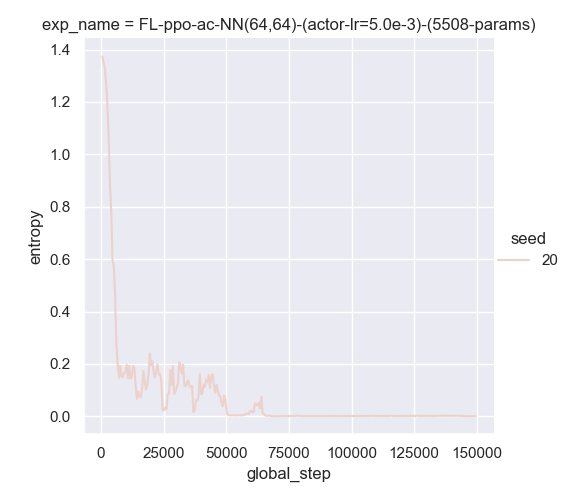 exp_name = FL-ppo-ac-NN(64,64)-(actor-lr=5.0e-3)-(5508-params)
1.4
1.2
1.0
0.8
0.6
0.4
0.2
0.0
entropy
seed
20
0 25000 50000 75000 100000 125000 150000
global_step